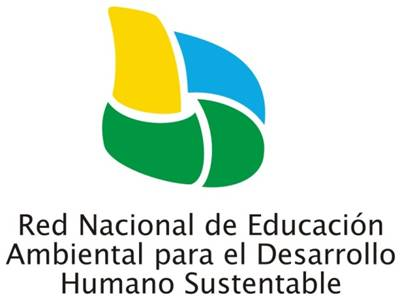 Red Nacional de Educación
Ambiental para el Desarrollo
Humano Sustentable